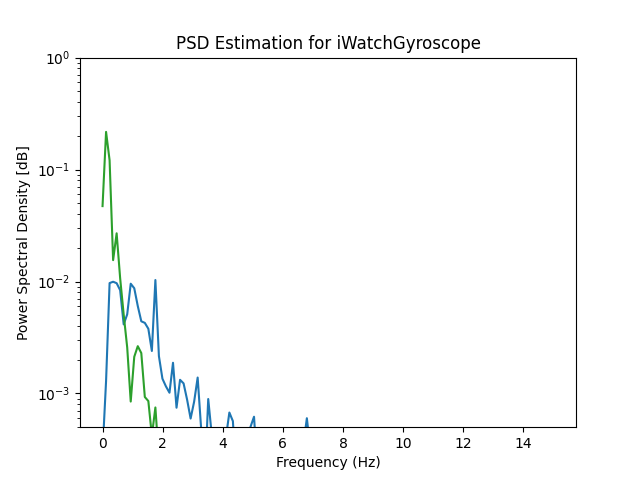 PSD Estimation for iWatchGyroscope
10⁰
10⁻¹
10⁻²
10⁻³
Power Spectral Density [dB]
0 2 4 6 8 10 12 14
Frequency (Hz)